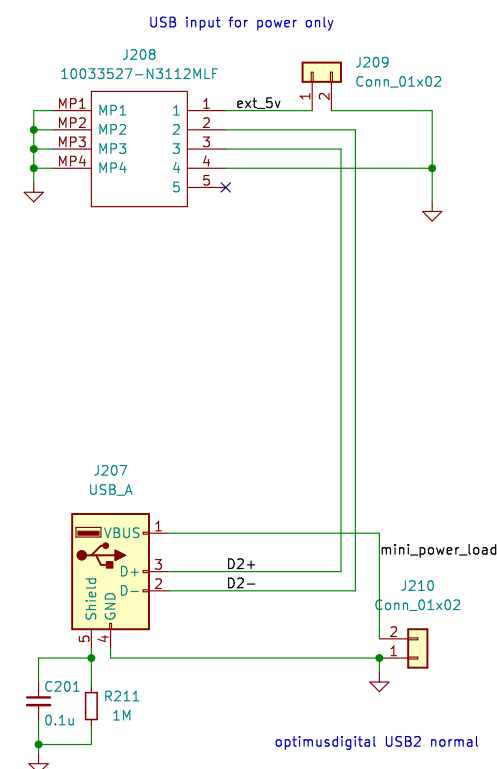 USB input for power only
J208
10033527-N3112MLF
J209
Conn_01x02
MP1 MP1 1 1 ext_5v 1 2
MP2 MP2 2 2
MP3 MP3 3 3
MP4 MP4 4 4
5 5
J207
USB_A
VBUS 1
mini_power_load
D+ 3 D2+
D- 2 D2-
Shield GND
5 4
J210
Conn_01x02
2
1
C201
0.1u
R211
1M
optimusdigital USB2 normal